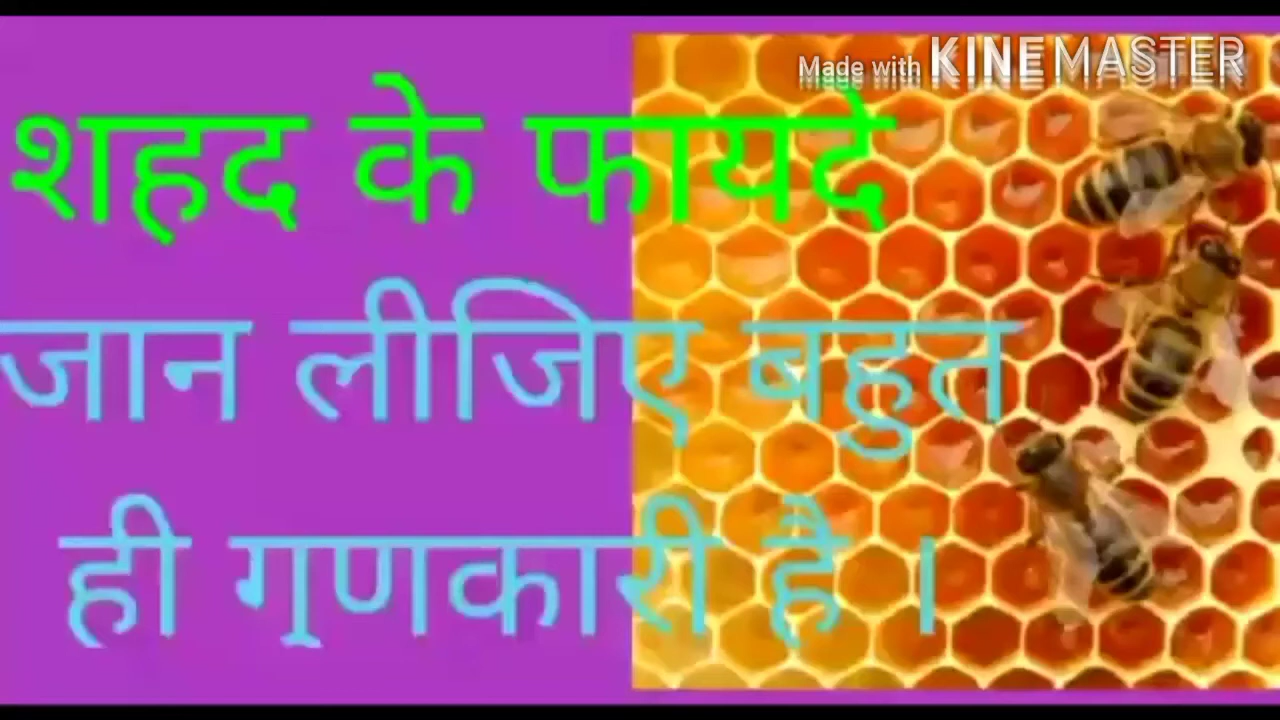 Made with KINEMASTER
शहद के फायदे
जान लीजिए बहुत
ही गुणकारी है ।